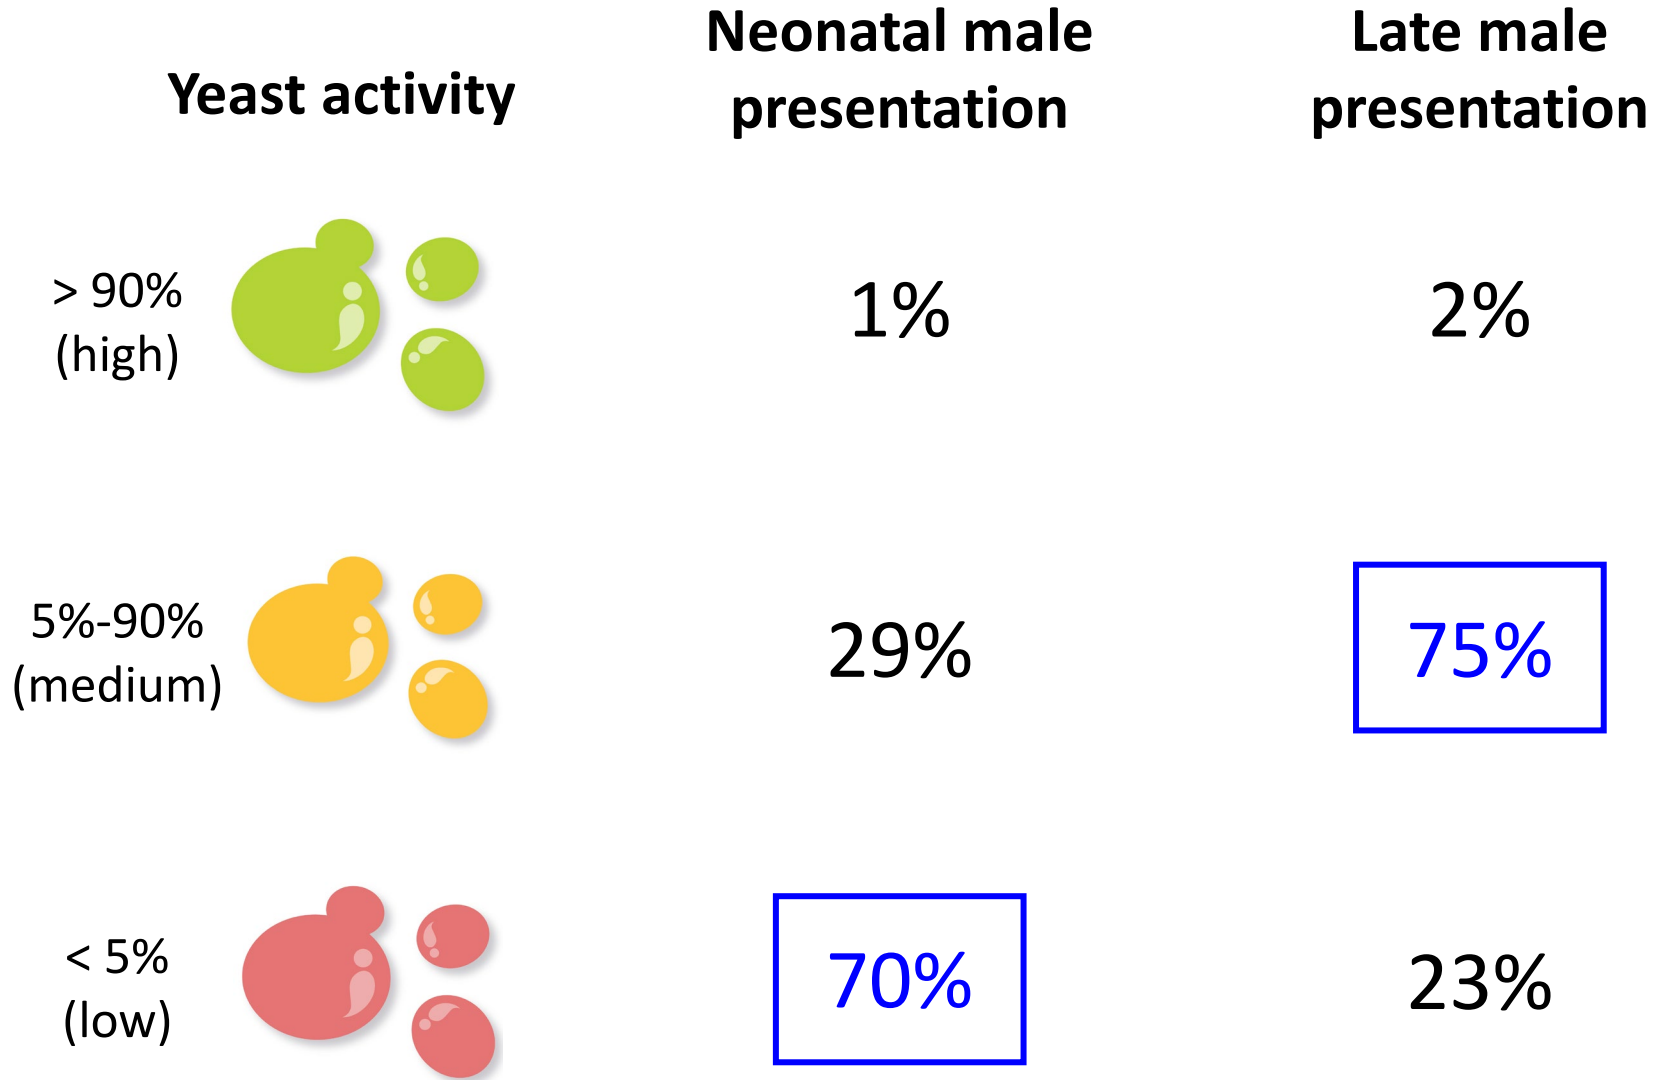 Yeast activity
Neonatal male
presentation
Late male
presentation
> 90%
(high)
1%
2%
5%-90%
(medium)
29%
75%
< 5%
(low)
70%
23%